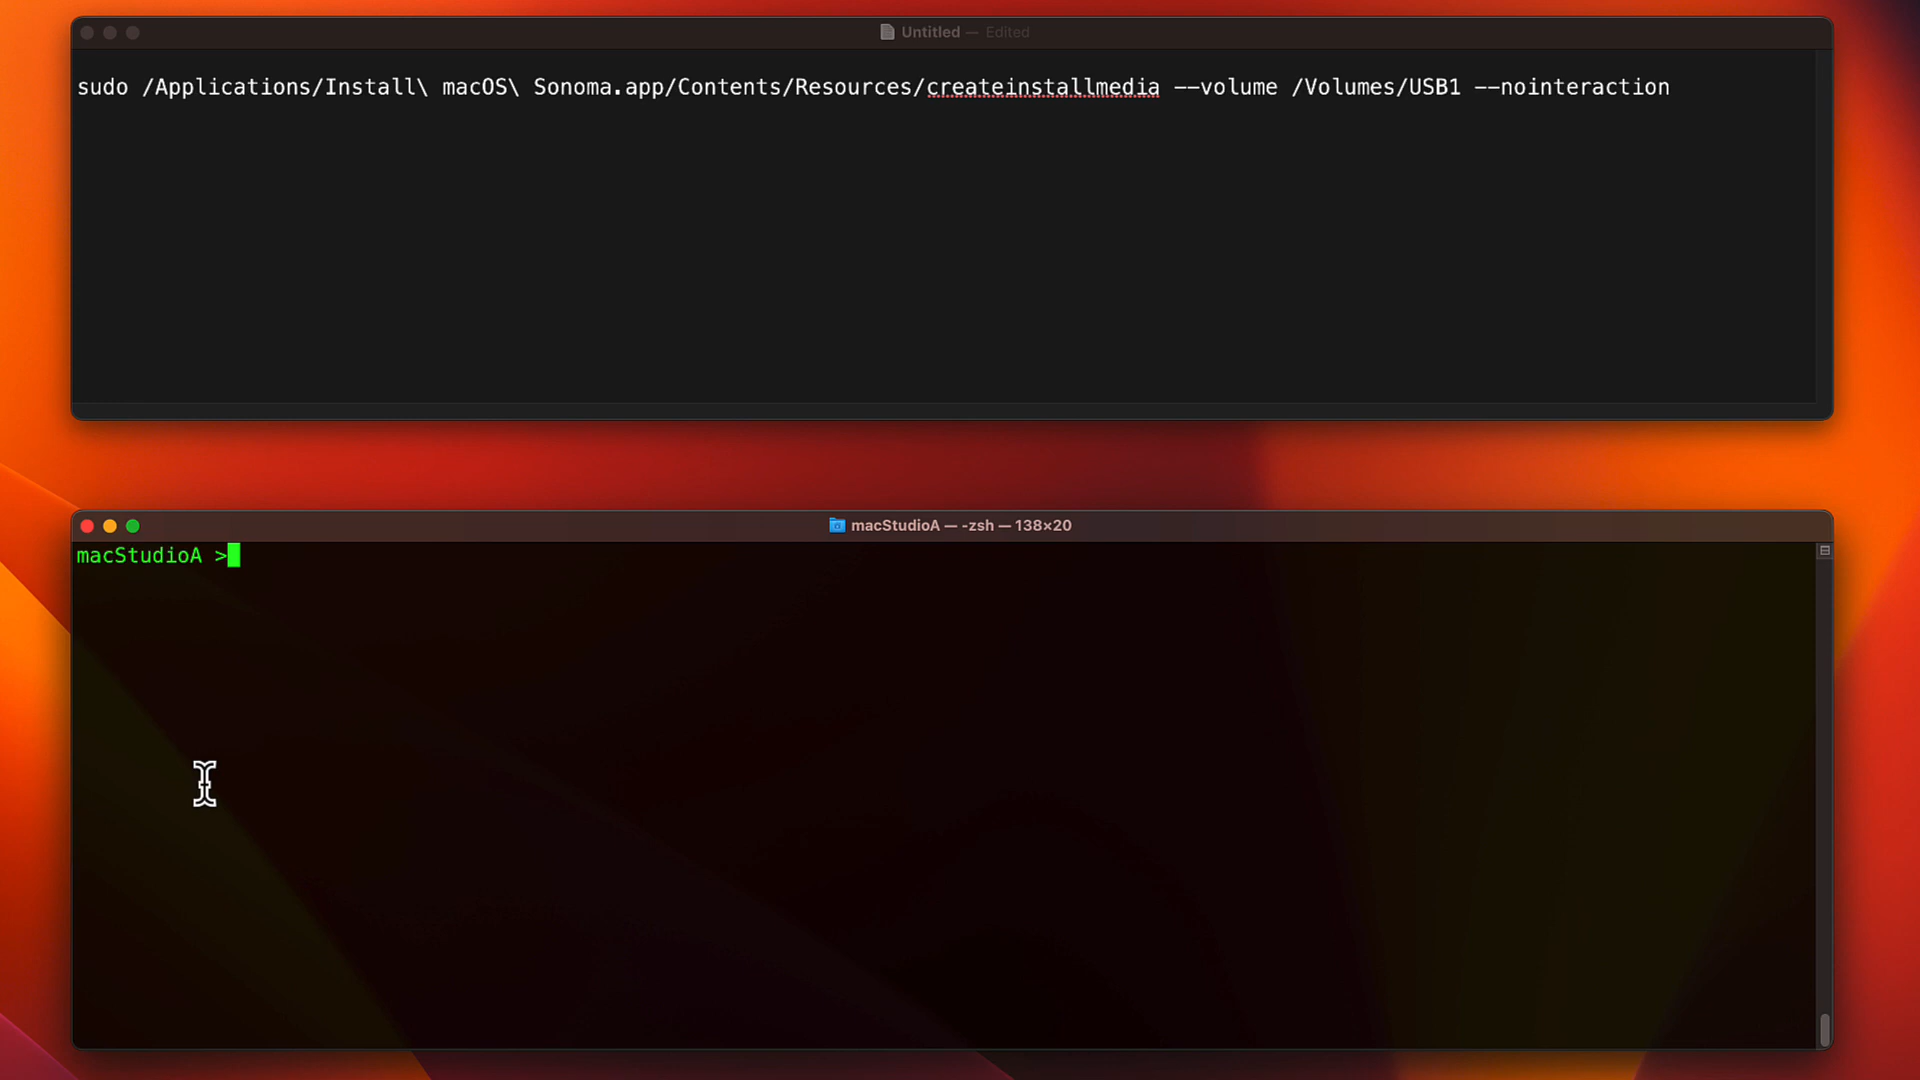 Untitled — Edited
sudo /Applications/Install\ macOS\ Sonoma.app/Contents/Resources/createinstallmedia --volume /Volumes/USB1 --nointeraction
macStudioA — -zsh — 138×20
macStudioA >